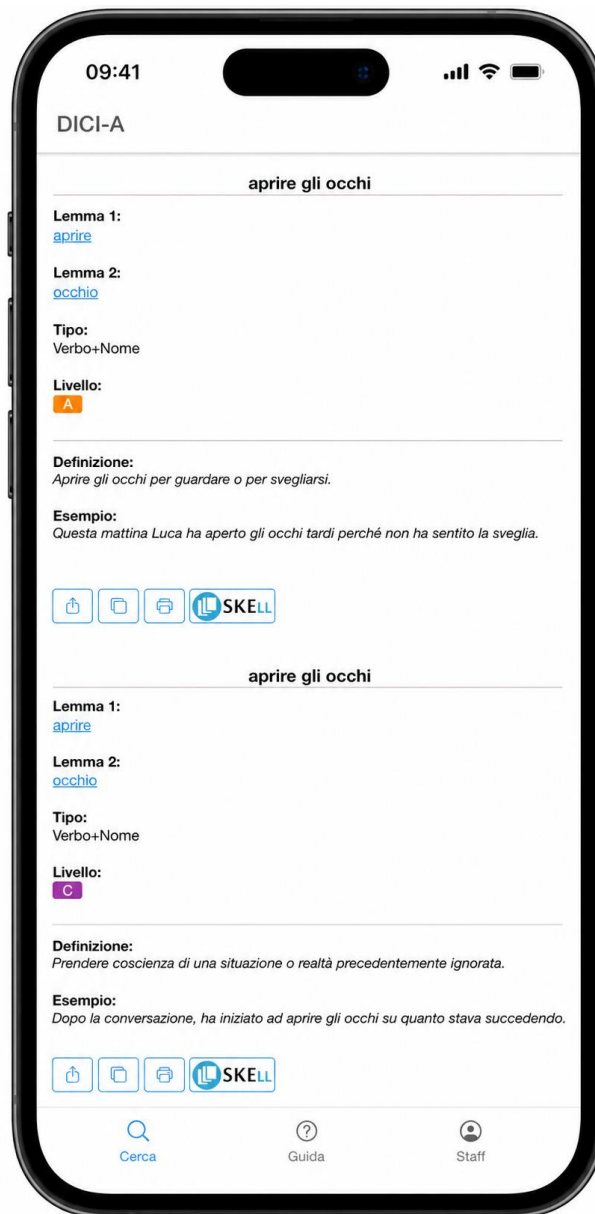 09:41
DICI-A
aprire gli occhi
Lemma 1:
aprire
Lemma 2:
occhio
Tipo:
Verbo+Nome
Livello:
A
Definizione:
Aprire gli occhi per guardare o per svegliarsi.
Esempio:
Questa mattina Luca ha aperto gli occhi tardi perché non ha sentito la sveglia.
SKELL
aprire gli occhi
Lemma 1:
aprire
Lemma 2:
occhio
Tipo:
Verbo+Nome
Livello:
C
Definizione:
Prendere coscienza di una situazione o realtà precedentemente ignorata.
Esempio:
Dopo la conversazione, ha iniziato ad aprire gli occhi su quanto stava succedendo.
SKELL
Cerca
Guida
Staff